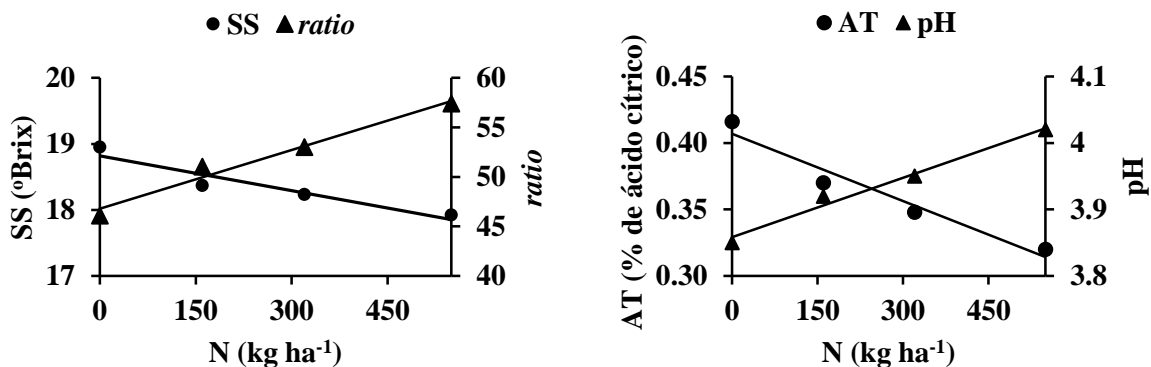 ● SS ▲ ratio
20
19
18
17
SS (ºBrix)
60
55
50
45
40
ratio
0 150 300 450
N (kg ha⁻¹)
● AT ▲ pH
0.45
0.40
0.35
0.30
AT (% de ácido cítrico)
4.1
4
3.9
3.8
pH
0 150 300 450
N (kg ha⁻¹)